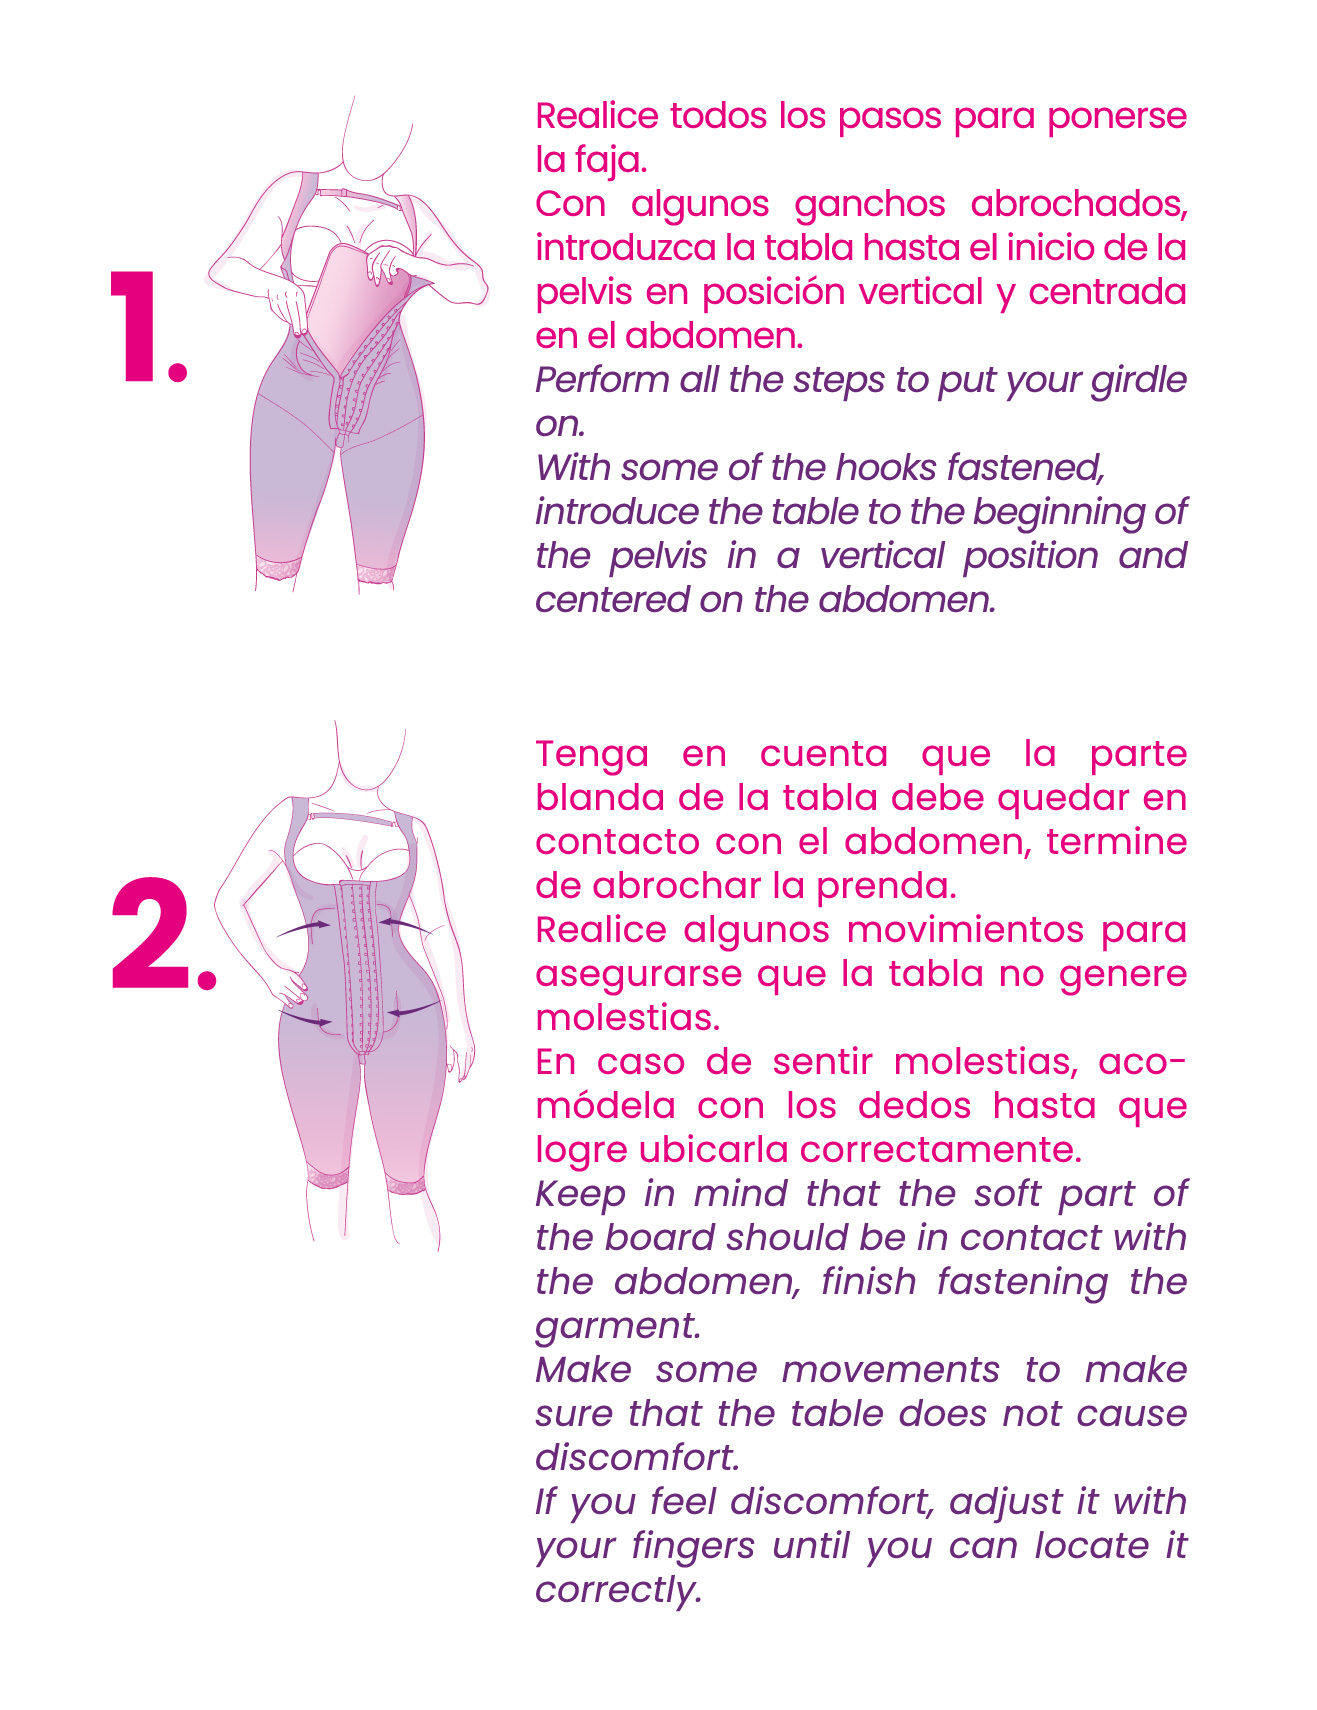 1.
Realice todos los pasos para ponerse
la faja.
Con algunos ganchos abrochados,
introduzca la tabla hasta el inicio de la
pelvis en posición vertical y centrada
en el abdomen.
Perform all the steps to put your girdle
on.
With some of the hooks fastened,
introduce the table to the beginning of
the pelvis in a vertical position and
centered on the abdomen.
2.
Tenga en cuenta que la parte
blanda de la tabla debe quedar en
contacto con el abdomen, termine
de abrochar la prenda.
Realice algunos movimientos para
asegurarse que la tabla no genere
molestias.
En caso de sentir molestias, aco-
módela con los dedos hasta que
logre ubicarla correctamente.
Keep in mind that the soft part of
the board should be in contact with
the abdomen, finish fastening the
garment.
Make some movements to make
sure that the table does not cause
discomfort.
If you feel discomfort, adjust it with
your fingers until you can locate it
correctly.